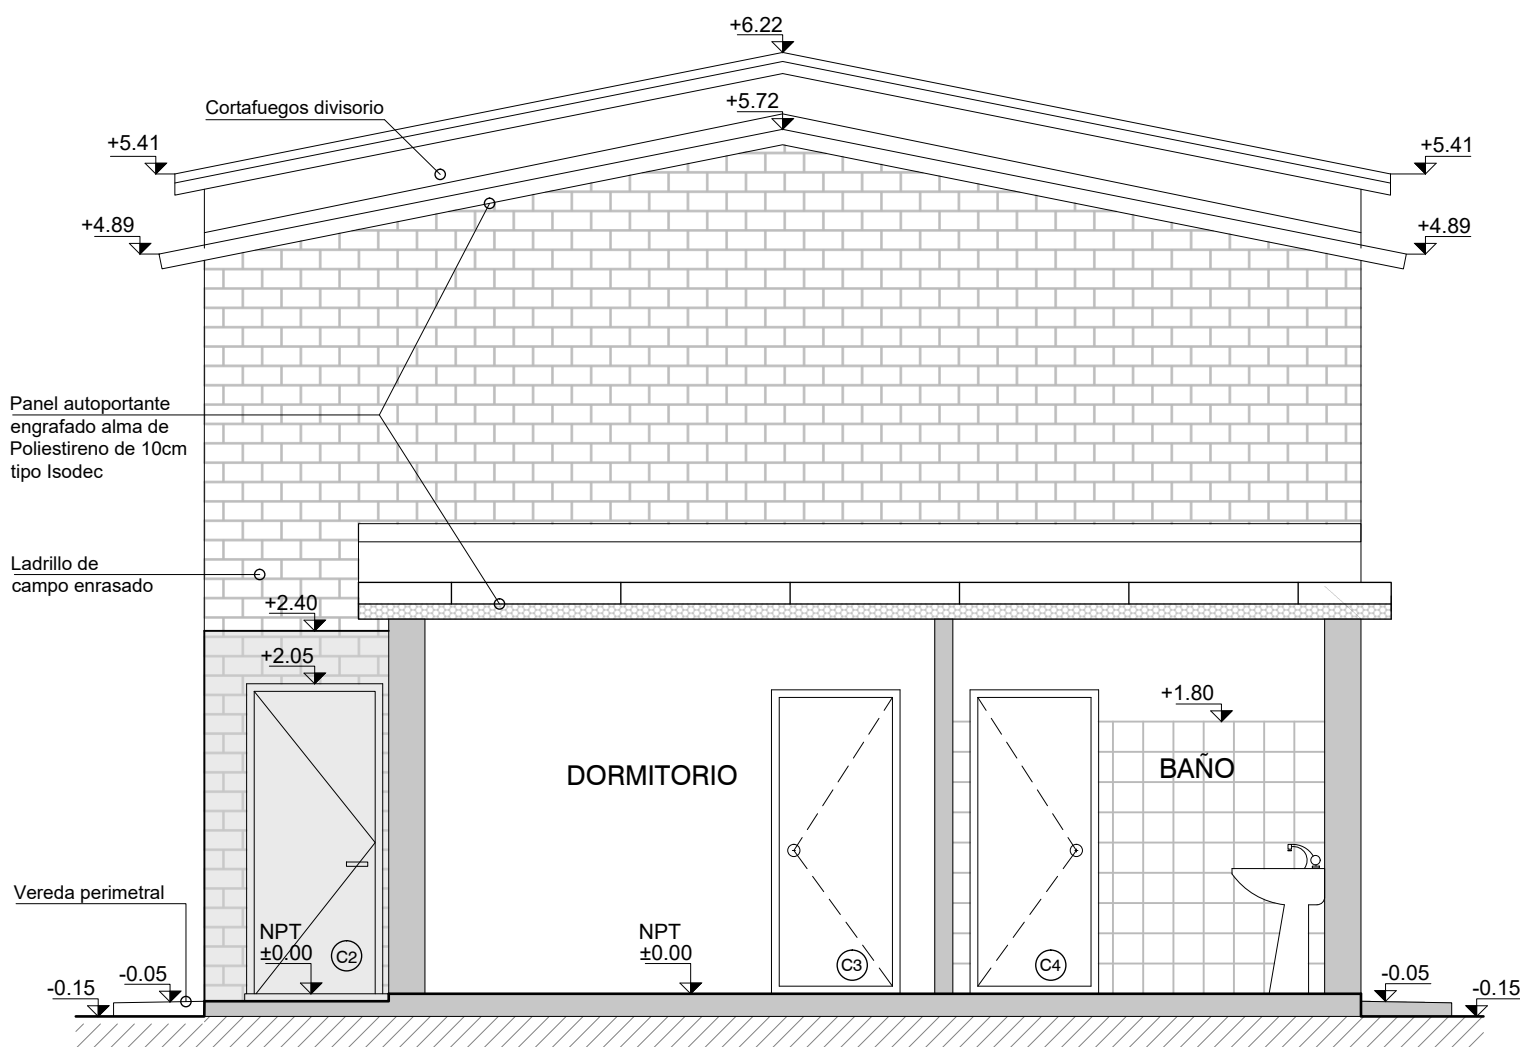 +6.22
Cortafuegos divisorio
+5.72
+5.41
+5.41
+4.89
+4.89
Panel autoportante
engrafado alma de
Poliestireno de 10cm
tipo Isodec
Ladrillo de
campo enrasado
+2.40
+2.05
+1.80
DORMITORIO
BAÑO
Vereda perimetral
NPT
±0.00
C2
NPT
±0.00
C3
C4
-0.05
-0.15
-0.05
-0.15